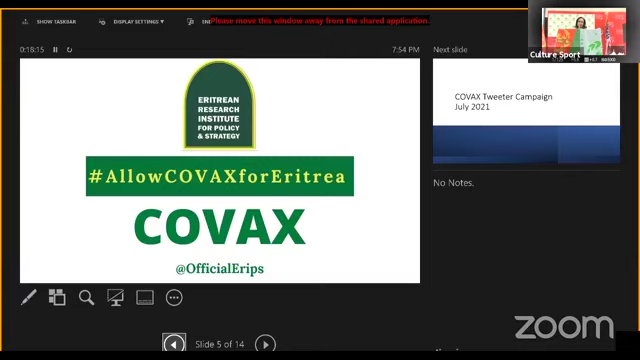 SHOW TASKBAR
DISPLAY SETTINGS ▾
EN
Please move this window away from the shared application.
0:18:15
7:54 PM
Next slide
Culture Sport
ERITREAN
RESEARCH
INSTITUTE
FOR POLICY
& STRATEGY
#AllowCOVAXforEritrea
COVAX
@OfficialErips
COVAX Tweeter Campaign
July 2021
No Notes.
Slide 5 of 14
zoom